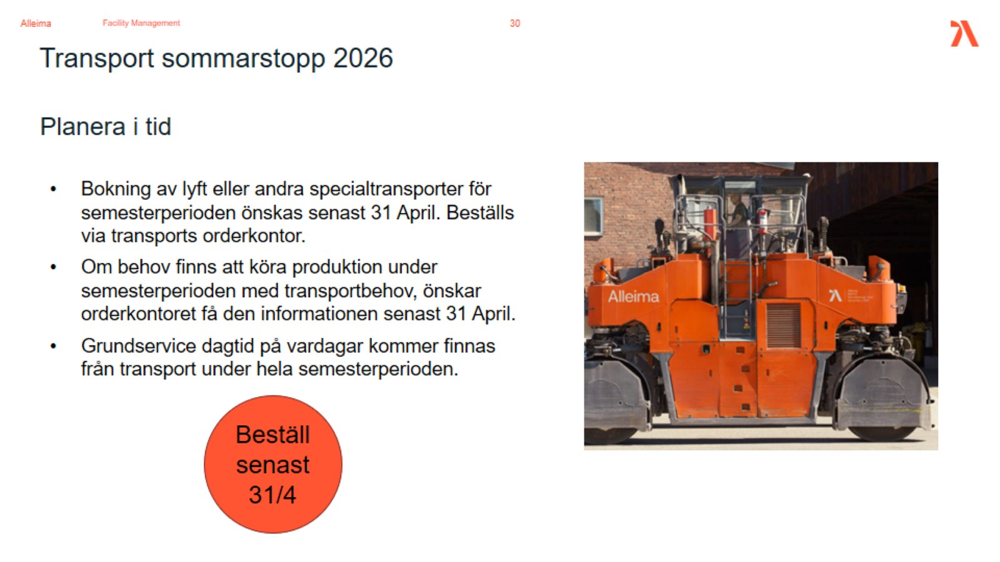 Alleima
Facility Management
30
Transport sommarstopp 2026
Planera i tid
• Bokning av lyft eller andra specialtransporter för
semesterperioden önskas senast 31 April. Beställs
via transports orderkontor.
• Om behov finns att köra produktion under
semesterperioden med transportbehov, önskar
orderkontoret få den informationen senast 31 April.
• Grundservice dagtid på vardagar kommer finnas
från transport under hela semesterperioden.
Beställ
senast
31/4
Alleima